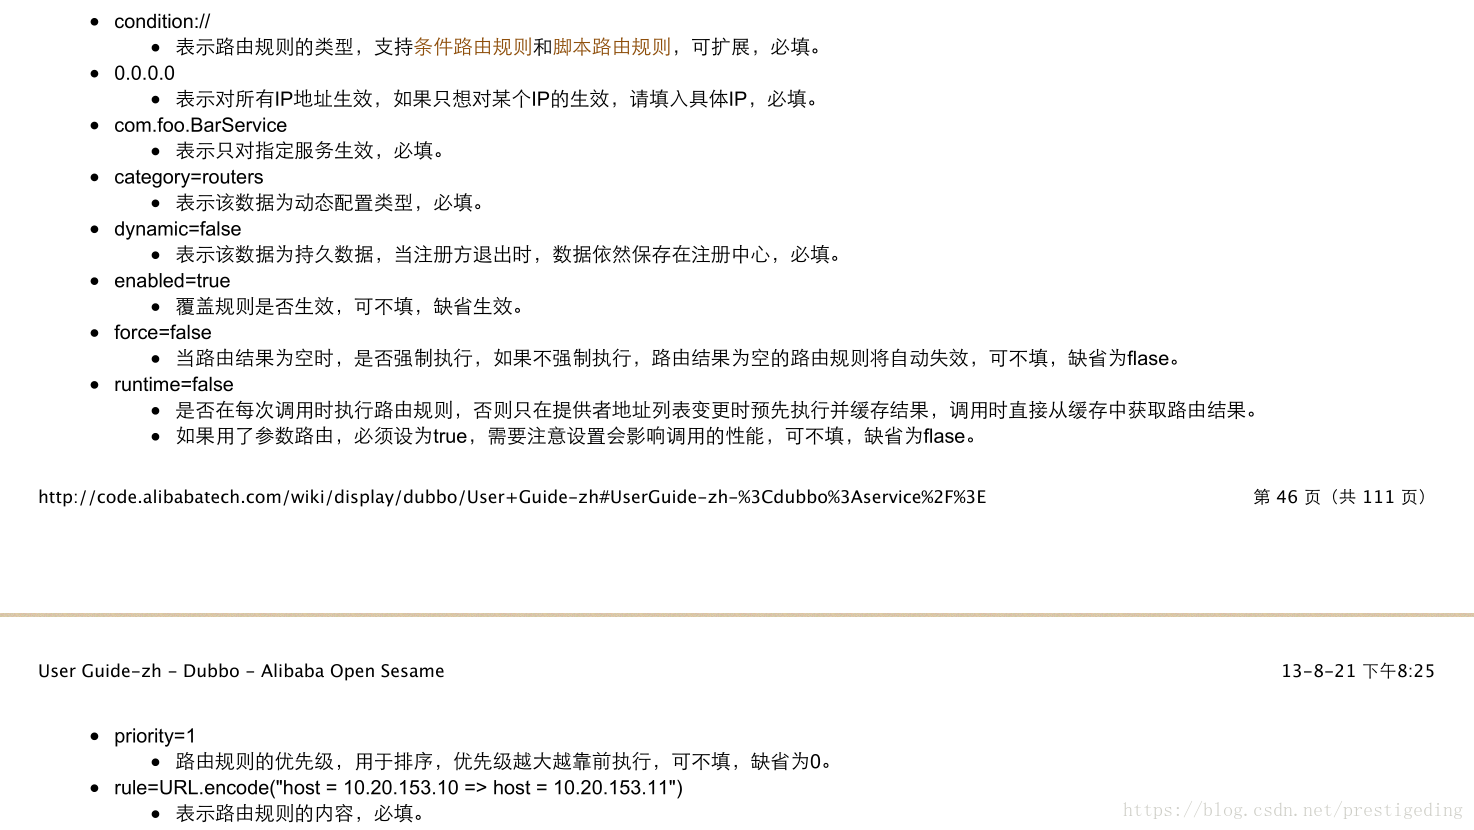 • condition://
• 表示路由规则的类型，支持条件路由规则和脚本路由规则，可扩展，必填。
• 0.0.0.0
• 表示对所有IP地址生效，如果只想对某个IP的生效，请填入具体IP，必填。
• com.foo.BarService
• 表示只对指定服务生效，必填。
• category=routers
• 表示该数据为动态配置类型，必填。
• dynamic=false
• 表示该数据为持久数据，当注册方退出时，数据依然保存在注册中心，必填。
• enabled=true
• 覆盖规则是否生效，可不填，缺省生效。
• force=false
• 当路由结果为空时，是否强制执行，如果不强制执行，路由结果为空的路由规则将自动失效，可不填，缺省为flase。
• runtime=false
• 是否在每次调用时执行路由规则，否则只在提供者地址列表变更时预先执行并缓存结果，调用时直接从缓存中获取路由结果。
• 如果用了参数路由，必须设为true，需要注意设置会影响调用的性能，可不填，缺省为flase。
http://code.alibabatech.com/wiki/display/dubbo/User+Guide-zh#UserGuide-zh-%3Cdubbo%3Aservice%2F%3E 第 46 页（共 111 页）
User Guide-zh - Dubbo - Alibaba Open Sesame 13-8-21 下午8:25
• priority=1
• 路由规则的优先级，用于排序，优先级越大越靠前执行，可不填，缺省为0。
• rule=URL.encode("host = 10.20.153.10 => host = 10.20.153.11")
• 表示路由规则的内容，必填。
https://blog.csdn.net/prestigeding